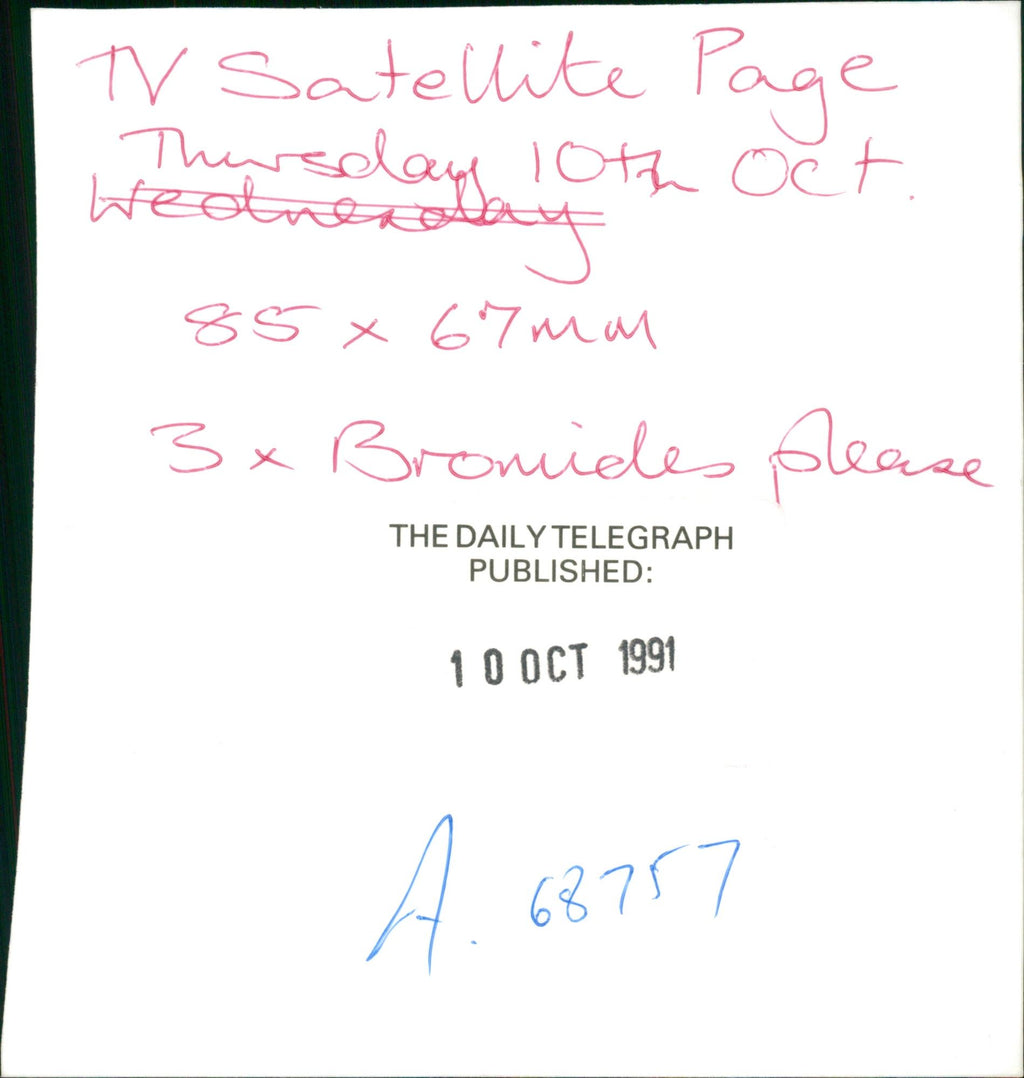 TV Satellite Page
Thursday 10th Oct.
Wednesday
85 x 67mm
3 x Bromides please
THE DAILY TELEGRAPH
PUBLISHED:
10 OCT 1991
A. 68757